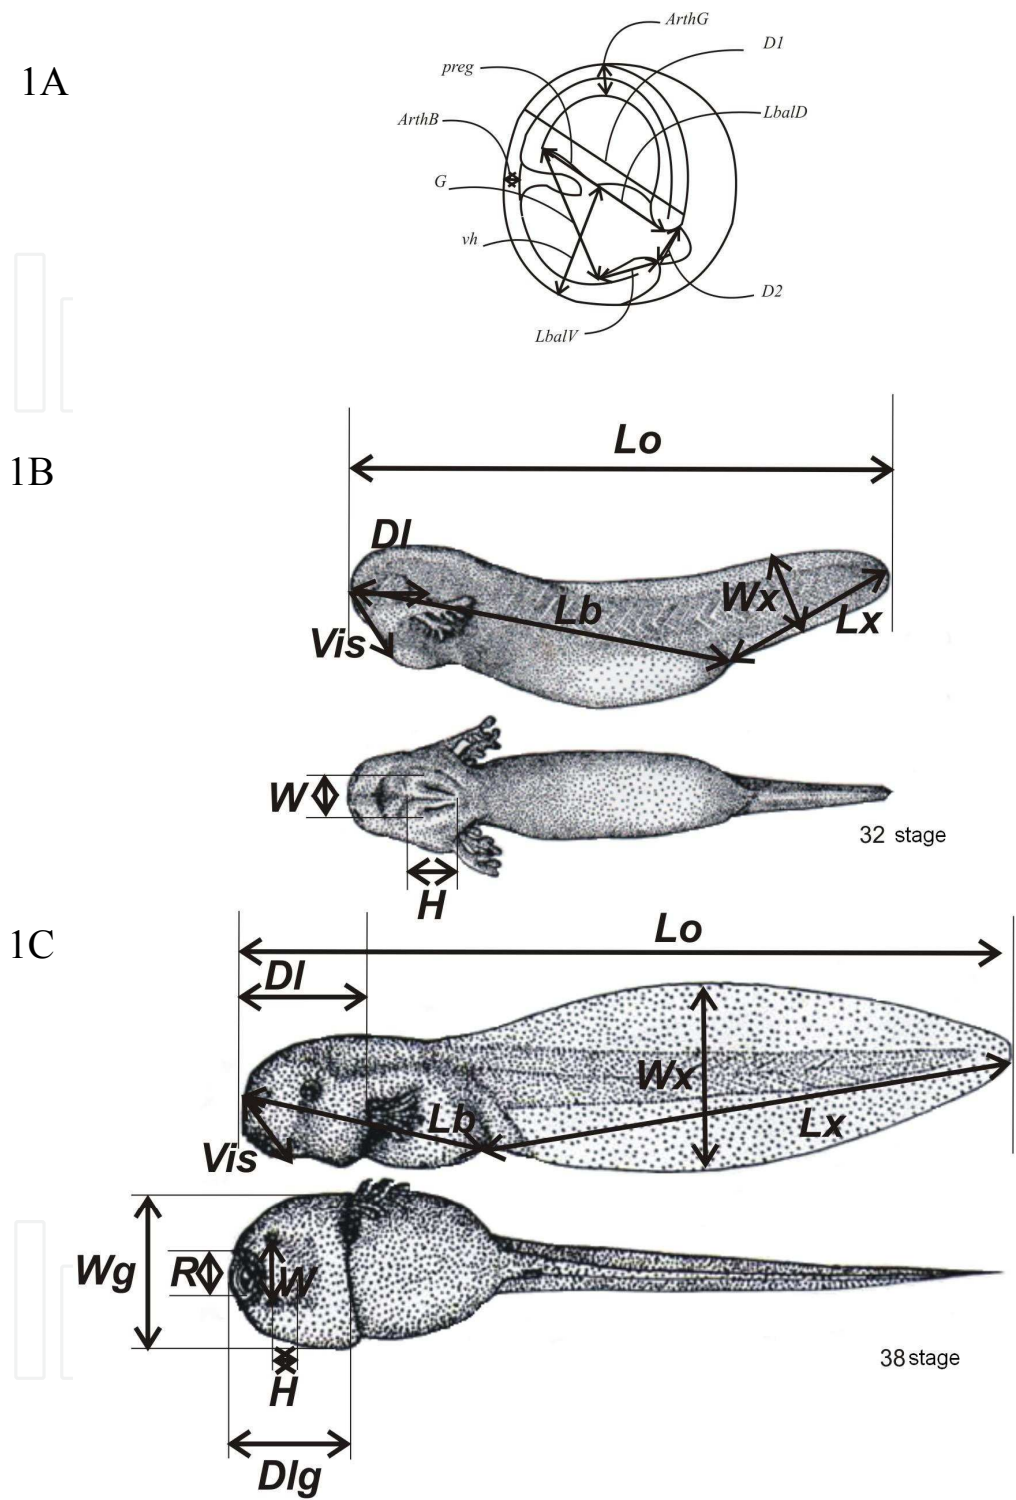 1A
ArthG
D1
preg
LbalD
ArthB
G
vh
D2
LbalV
1B
Lo
Dl
Wx
Lb
Lx
Vis
W
32 stage
H
1C
Lo
Dl
Wx
Lb
Lx
Vis
Wg
R
W
38 stage
H
Dlg